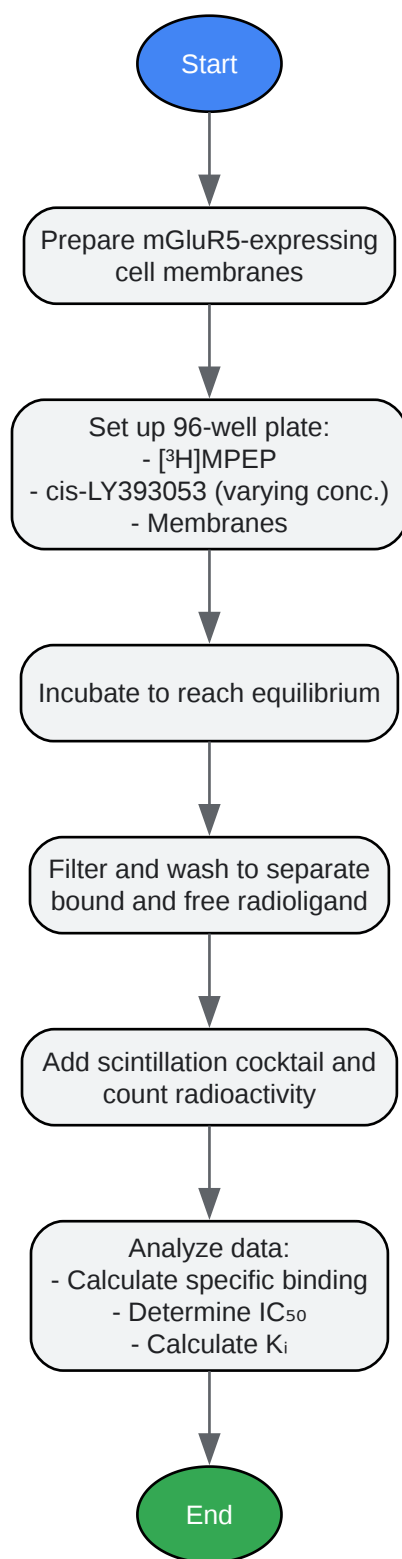 Start
Prepare mGluR5-expressing
cell membranes
Set up 96-well plate:
- [³H]MPEP
- cis-LY393053 (varying conc.)
- Membranes
Incubate to reach equilibrium
Filter and wash to separate
bound and free radioligand
Add scintillation cocktail and
count radioactivity
Analyze data:
- Calculate specific binding
- Determine IC₅₀
- Calculate Kᵢ
End